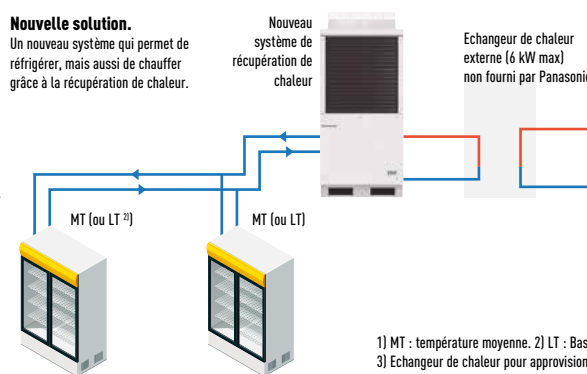 Nouvelle solution.
Un nouveau système qui permet de
réfrigérer, mais aussi de chauffer
grâce à la récupération de chaleur.
Nouveau
système de
récupération de
chaleur
Echangeur de chaleur
externe (6 kW max)
non fourni par Panasonic
MT (ou LT ²⁾)
MT (ou LT)
1) MT : température moyenne. 2) LT :
3) Echangeur de chaleur pour